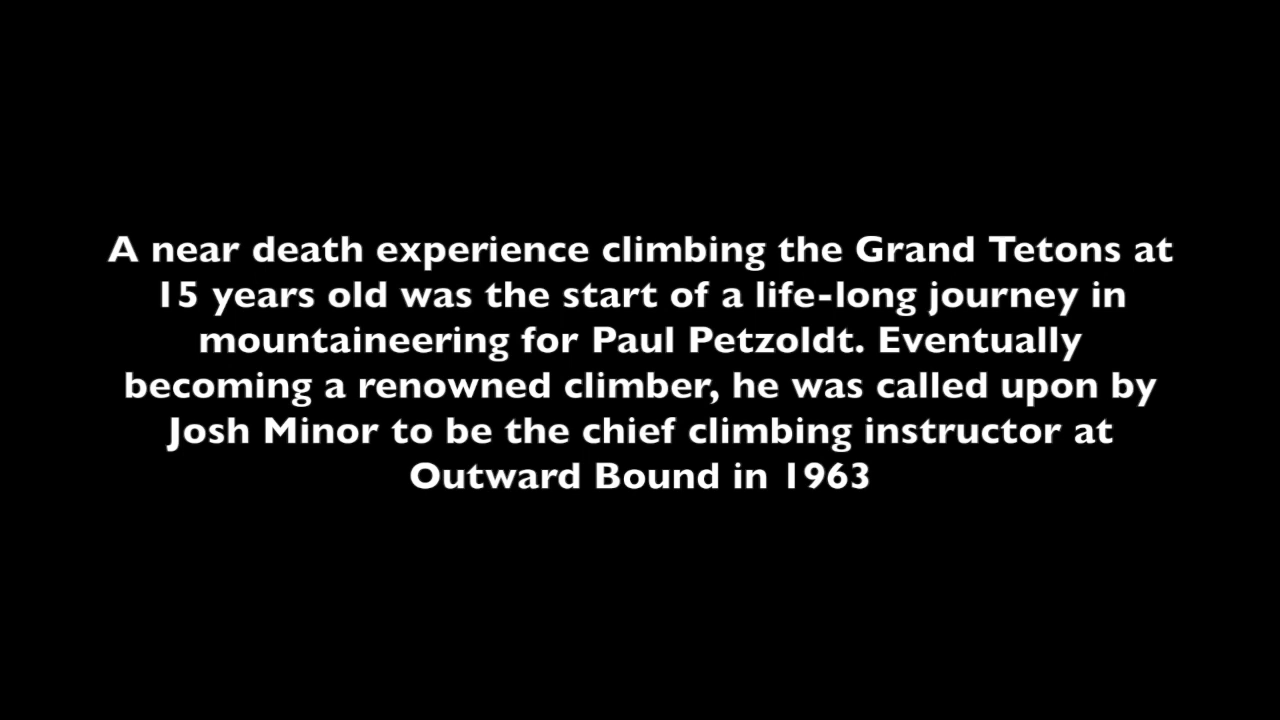 A near death experience climbing the Grand Tetons at
15 years old was the start of a life-long journey in
mountaineering for Paul Petzoldt. Eventually
becoming a renowned climber, he was called upon by
Josh Minor to be the chief climbing instructor at
Outward Bound in 1963